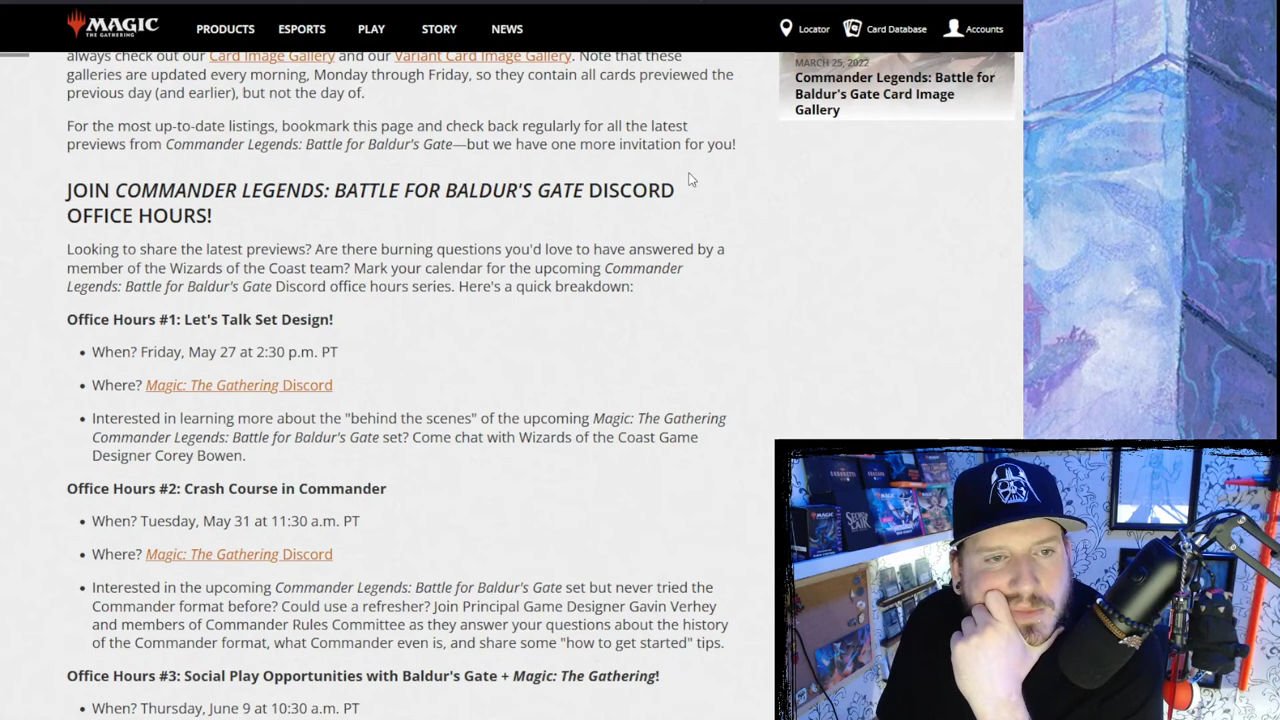 MAGIC
THE GATHERING
PRODUCTS
ESPORTS
PLAY
STORY
NEWS
Locator
Card Database
Accounts
always check out our Card Image Gallery and our Variant Card Image Gallery. Note that these
galleries are updated every morning, Monday through Friday, so they contain all cards previewed the
previous day (and earlier), but not the day of.
For the most up-to-date listings, bookmark this page and check back regularly for all the latest
previews from Commander Legends: Battle for Baldur's Gate—but we have one more invitation for you!
JOIN COMMANDER LEGENDS: BATTLE FOR BALDUR'S GATE DISCORD
OFFICE HOURS!
Looking to share the latest previews? Are there burning questions you'd love to have answered by a
member of the Wizards of the Coast team? Mark your calendar for the upcoming Commander
Legends: Battle for Baldur's Gate Discord office hours series. Here's a quick breakdown:
Office Hours #1: Let's Talk Set Design!
• When? Friday, May 27 at 2:30 p.m. PT
• Where? Magic: The Gathering Discord
• Interested in learning more about the "behind the scenes" of the upcoming Magic: The Gathering
Commander Legends: Battle for Baldur's Gate set? Come chat with Wizards of the Coast Game
Designer Corey Bowen.
Office Hours #2: Crash Course in Commander
• When? Tuesday, May 31 at 11:30 a.m. PT
• Where? Magic: The Gathering Discord
• Interested in the upcoming Commander Legends: Battle for Baldur's Gate set but never tried the
Commander format before? Could use a refresher? Join Principal Game Designer Gavin Verhey
and members of Commander Rules Committee as they answer your questions about the history
of the Commander format, what Commander even is, and share some "how to get started" tips.
Office Hours #3: Social Play Opportunities with Baldur's Gate + Magic: The Gathering!
• When? Thursday, June 9 at 10:30 a.m. PT
MARCH 25, 2022
Commander Legends: Battle for
Baldur's Gate Card Image
Gallery
MAGIC
SECRET
LAIR